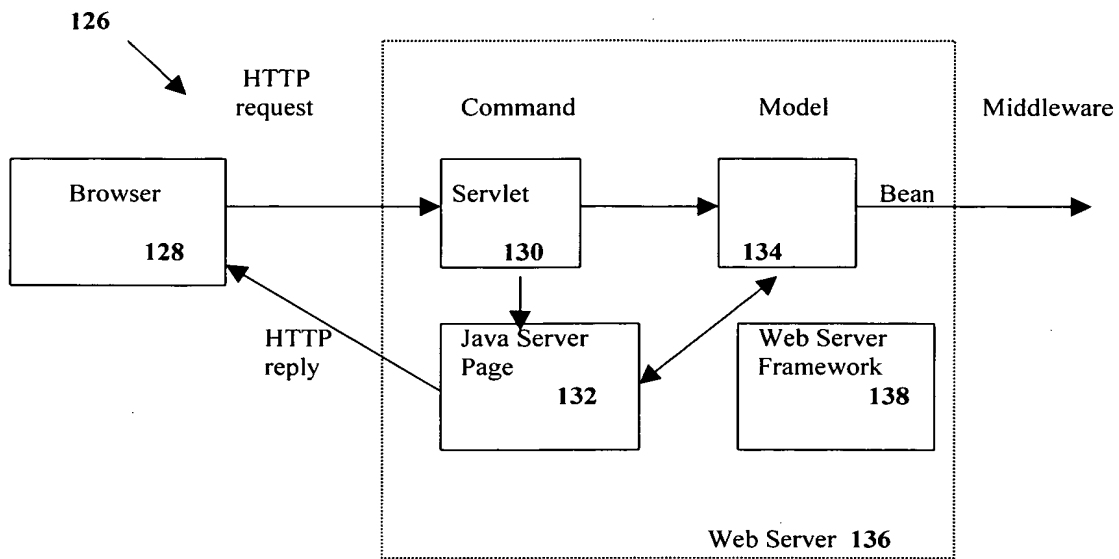 126
HTTP
request
Command
Model
Middleware
Browser
128
Servlet
130
134
Bean
HTTP
reply
Java Server
Page
132
Web Server
Framework
138
Web Server 136